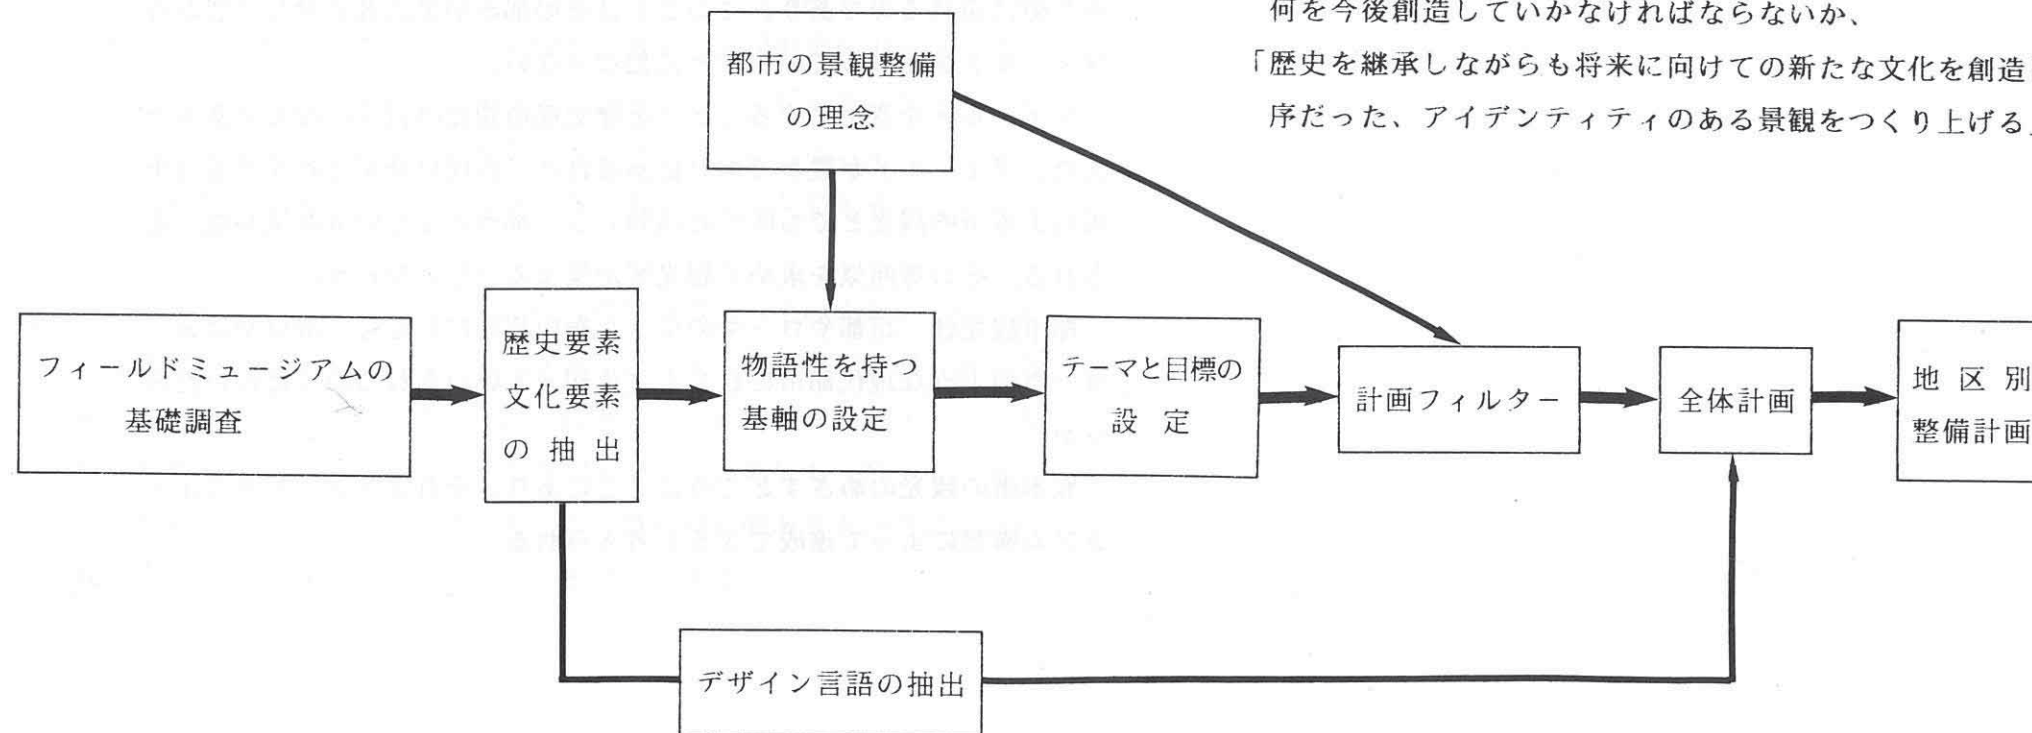 何を今後創造していかなければならないか、
「歴史を継承しながらも将来に向けての新たな文化を創造
序だった、アイデンティティのある景観をつくり上げる」
都市の景観整備
の理念
フィールドミュージアムの
基礎調査
歴史要素
文化要素
の抽出
物語性を持つ
基軸の設定
テーマと目標の
設定
計画フィルター
全体計画
地区別
整備計画
デザイン言語の抽出